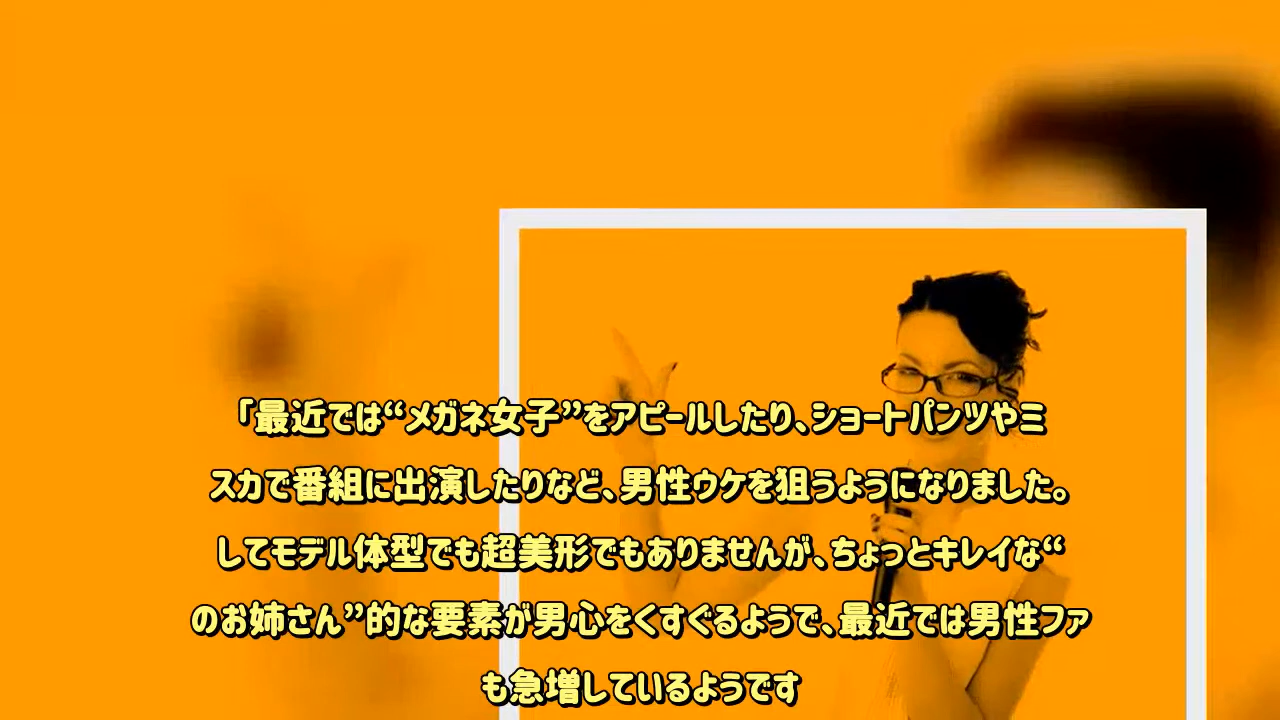 「最近では“メガネ女子”をアピールしたり、ショートパンツやミ
スカで番組に出演したりなど、男性ウケを狙うようになりました。
してモデル体型でも超美形でもありませんが、ちょっとキレイな“
のお姉さん”的な要素が男心をくすぐるようで、最近では男性ファ
も急増しているようです